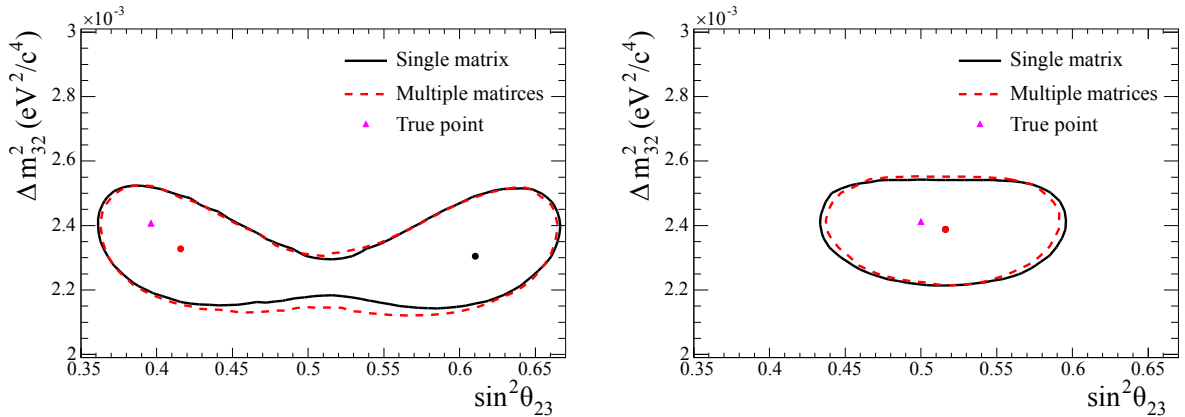 ×10⁻³
Δ m²₃₂ (eV²/c⁴)
3
2.8
2.6
2.4
2.2
2
Single matrix
Multiple matirces
True point
0.35 0.4 0.45 0.5 0.55 0.6 0.65
sin²θ₂₃
×10⁻³
Δ m²₃₂ (eV²/c⁴)
3
2.8
2.6
2.4
2.2
2
Single matrix
Multiple matirces
True point
0.35 0.4 0.45 0.5 0.55 0.6 0.65
sin²θ₂₃